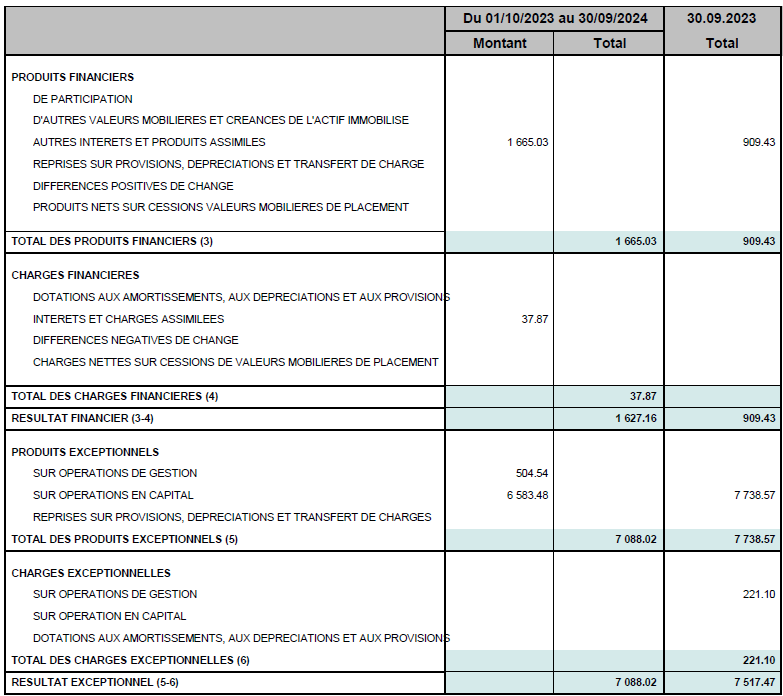 Du 01/10/2023 au 30/09/2024 30.09.2023
Montant Total Total
PRODUITS FINANCIERS
DE PARTICIPATION
D'AUTRES VALEURS MOBILIERES ET CREANCES DE L'ACTIF IMMOBILISE
AUTRES INTERETS ET PRODUITS ASSIMILES 1 665.03 909.43
REPRISES SUR PROVISIONS, DEPRECIATIONS ET TRANSFERT DE CHARGE
DIFFERENCES POSITIVES DE CHANGE
PRODUITS NETS SUR CESSIONS VALEURS MOBILIERES DE PLACEMENT
TOTAL DES PRODUITS FINANCIERS (3) 1 665.03 909.43
CHARGES FINANCIERES
DOTATIONS AUX AMORTISSEMENTS, AUX DEPRECIATIONS ET AUX PROVISIONS
INTERETS ET CHARGES ASSIMILEES 37.87
DIFFERENCES NEGATIVES DE CHANGE
CHARGES NETTES SUR CESSIONS DE VALEURS MOBILIERES DE PLACEMENT
TOTAL DES CHARGES FINANCIERES (4) 37.87
RESULTAT FINANCIER (3-4) 1 627.16 909.43
PRODUITS EXCEPTIONNELS
SUR OPERATIONS DE GESTION 504.54
SUR OPERATIONS EN CAPITAL 6 583.48 7 738.57
REPRISES SUR PROVISIONS, DEPRECIATIONS ET TRANSFERT DE CHARGES
TOTAL DES PRODUITS EXCEPTIONNELS (5) 7 088.02 7 738.57
CHARGES EXCEPTIONNELLES
SUR OPERATIONS DE GESTION 221.10
SUR OPERATION EN CAPITAL
DOTATIONS AUX AMORTISSEMENTS, AUX DEPRECIATIONS ET AUX PROVISIONS
TOTAL DES CHARGES EXCEPTIONNELLES (6) 221.10
RESULTAT EXCEPTIONNEL (5-6) 7 088.02 7 517.47